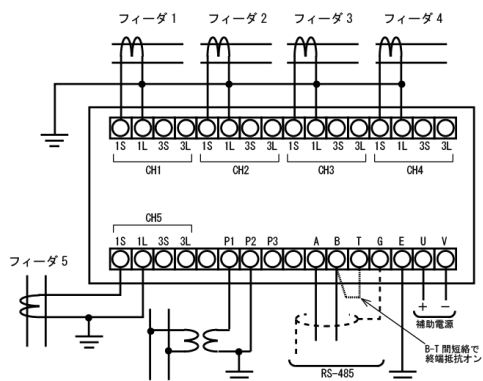 フィーダ1 フィーダ2 フィーダ3 フィーダ4
1S 1L 3S 3L 1S 1L 3S 3L 1S 1L 3S 3L 1S 1L 3S 3L
CH1 CH2 CH3 CH4
CH5
1S 1L 3S 3L P1 P2 P3 A B T G E U V
フィーダ5
+ −
補助電源
B-T 間短絡で
終端抵抗オン
RS-485